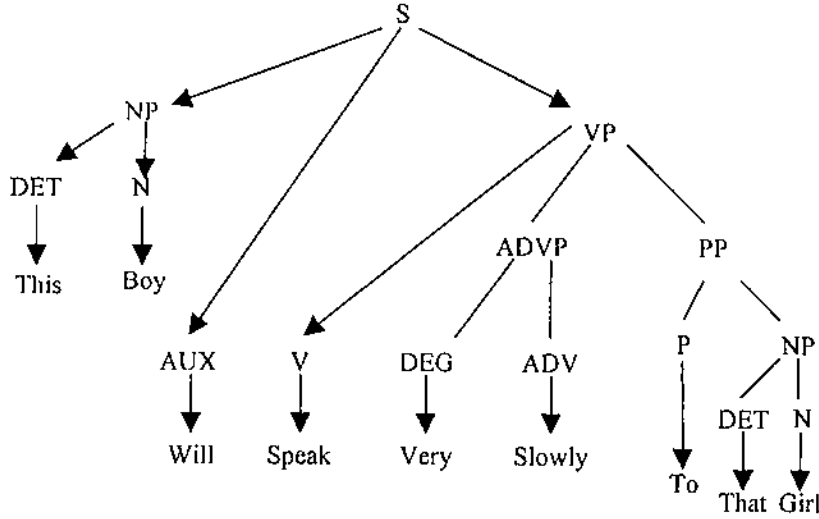 S
NP
VP
DET N
ADVP PP
This Boy
AUX V DEG ADV P NP
DET N
Will Speak Very Slowly
To
That Girl